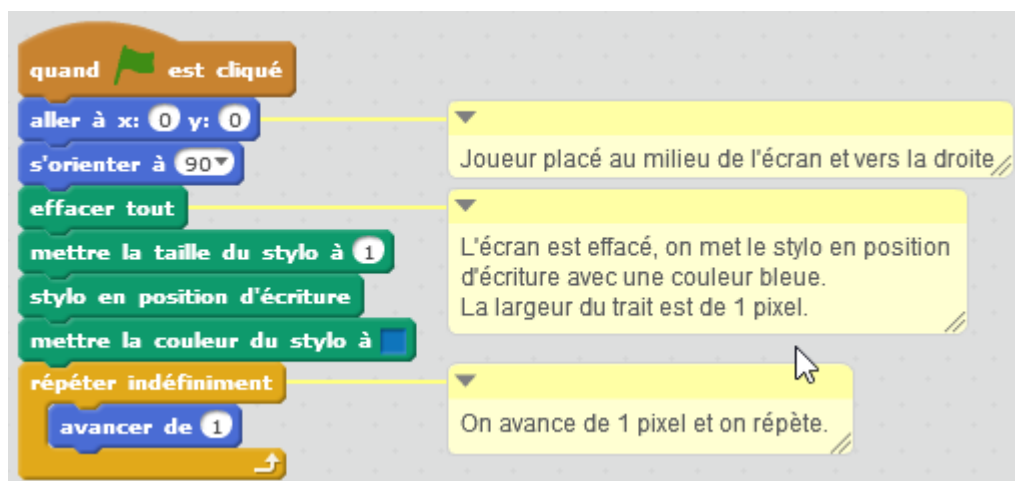 quand est cliqué
aller à x: 0 y: 0
Joueur placé au milieu de l'écran et vers la droite
s'orienter à 90
effacer tout
mettre la taille du stylo à 1
stylo en position d'écriture
mettre la couleur du stylo à
L'écran est effacé, on met le stylo en position
d'écriture avec une couleur bleue.
La largeur du trait est de 1 pixel.
répéter indéfiniment
avancer de 1
On avance de 1 pixel et on répète.